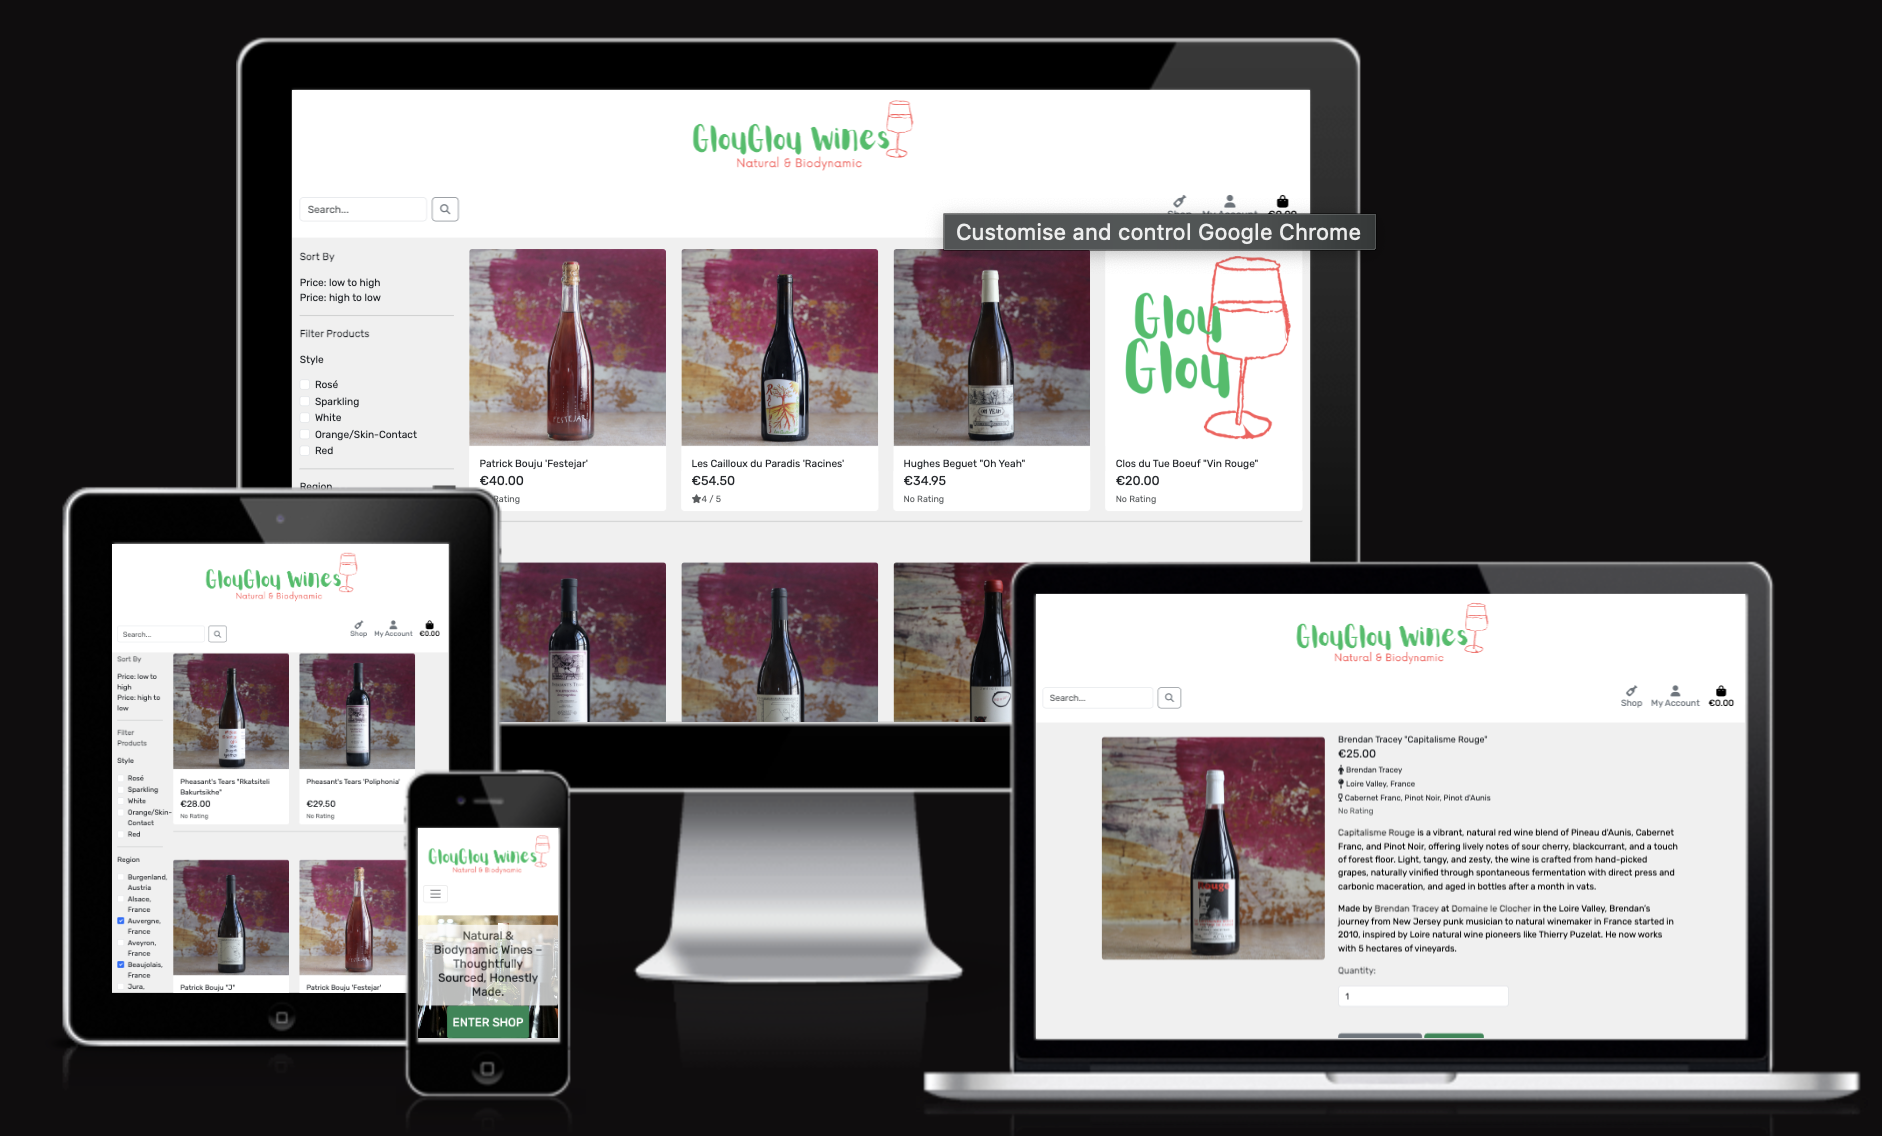 GlouGlou Wines
Natural & Biodynamic
Search...
Customise and control Google Chrome
Sort By
Price: low to high
Price: high to low
Filter Products
Style
Rosé
Sparkling
White
Orange/Skin-Contact
Red
Region
FESTEJAR
OH YEAH
Glou
Glou
Patrick Bouju 'Festejar'
€40.00
Rating
Les Cailloux du Paradis 'Racines'
€54.50
4 / 5
Hughes Beguet "Oh Yeah"
€34.95
No Rating
Clos du Tue Boeuf "Vin Rouge"
€20.00
No Rating
GlouGlou Wines
Natural & Biodynamic
Search...
Shop
My Account
€0.00
Sort By
Price: low to
high
Price: high to
low
Filter
Products
Style
Rosé
Sparkling
White
Orange/Skin-
Contact
Red
Region
Burgenland,
Austria
Alsace,
France
Auvergne,
France
Aveyron,
France
Beaujolais,
France
Jura,
Pheasant's Tears "Rkatsiteli
Bakurtsikhe"
€28.00
No Rating
Pheasant's Tears 'Poliphonia'
€29.50
No Rating
Patrick Bouju "J"
Patrick Bouju 'Festejar'
GlouGlou Wines
Natural & Biodynamic
Natural &
Biodynamic Wines –
Thoughtfully
Sourced, Honestly
Made.
ENTER SHOP
GlouGlou Wines
Natural & Biodynamic
Search...
Shop
My Account
€0.00
Brendan Tracey "Capitalisme Rouge"
€25.00
Brendan Tracey
Loire Valley, France
Cabernet Franc, Pinot Noir, Pinot d'Aunis
No Rating
Capitalisme Rouge is a vibrant, natural red wine blend of Pineau d'Aunis, Cabernet
Franc, and Pinot Noir, offering lively notes of sour cherry, blackcurrant, and a touch
of forest floor. Light, tangy, and zesty, the wine is crafted from hand-picked
grapes, naturally vinified through spontaneous fermentation with direct press and
carbonic maceration, and aged in bottles after a month in vats.
Made by Brendan Tracey at Domaine le Clocher in the Loire Valley, Brendan's
journey from New Jersey punk musician to natural winemaker in France started in
2010, inspired by Loire natural wine pioneers like Thierry Puzelat. He now works
with 5 hectares of vineyards.
Quantity:
1